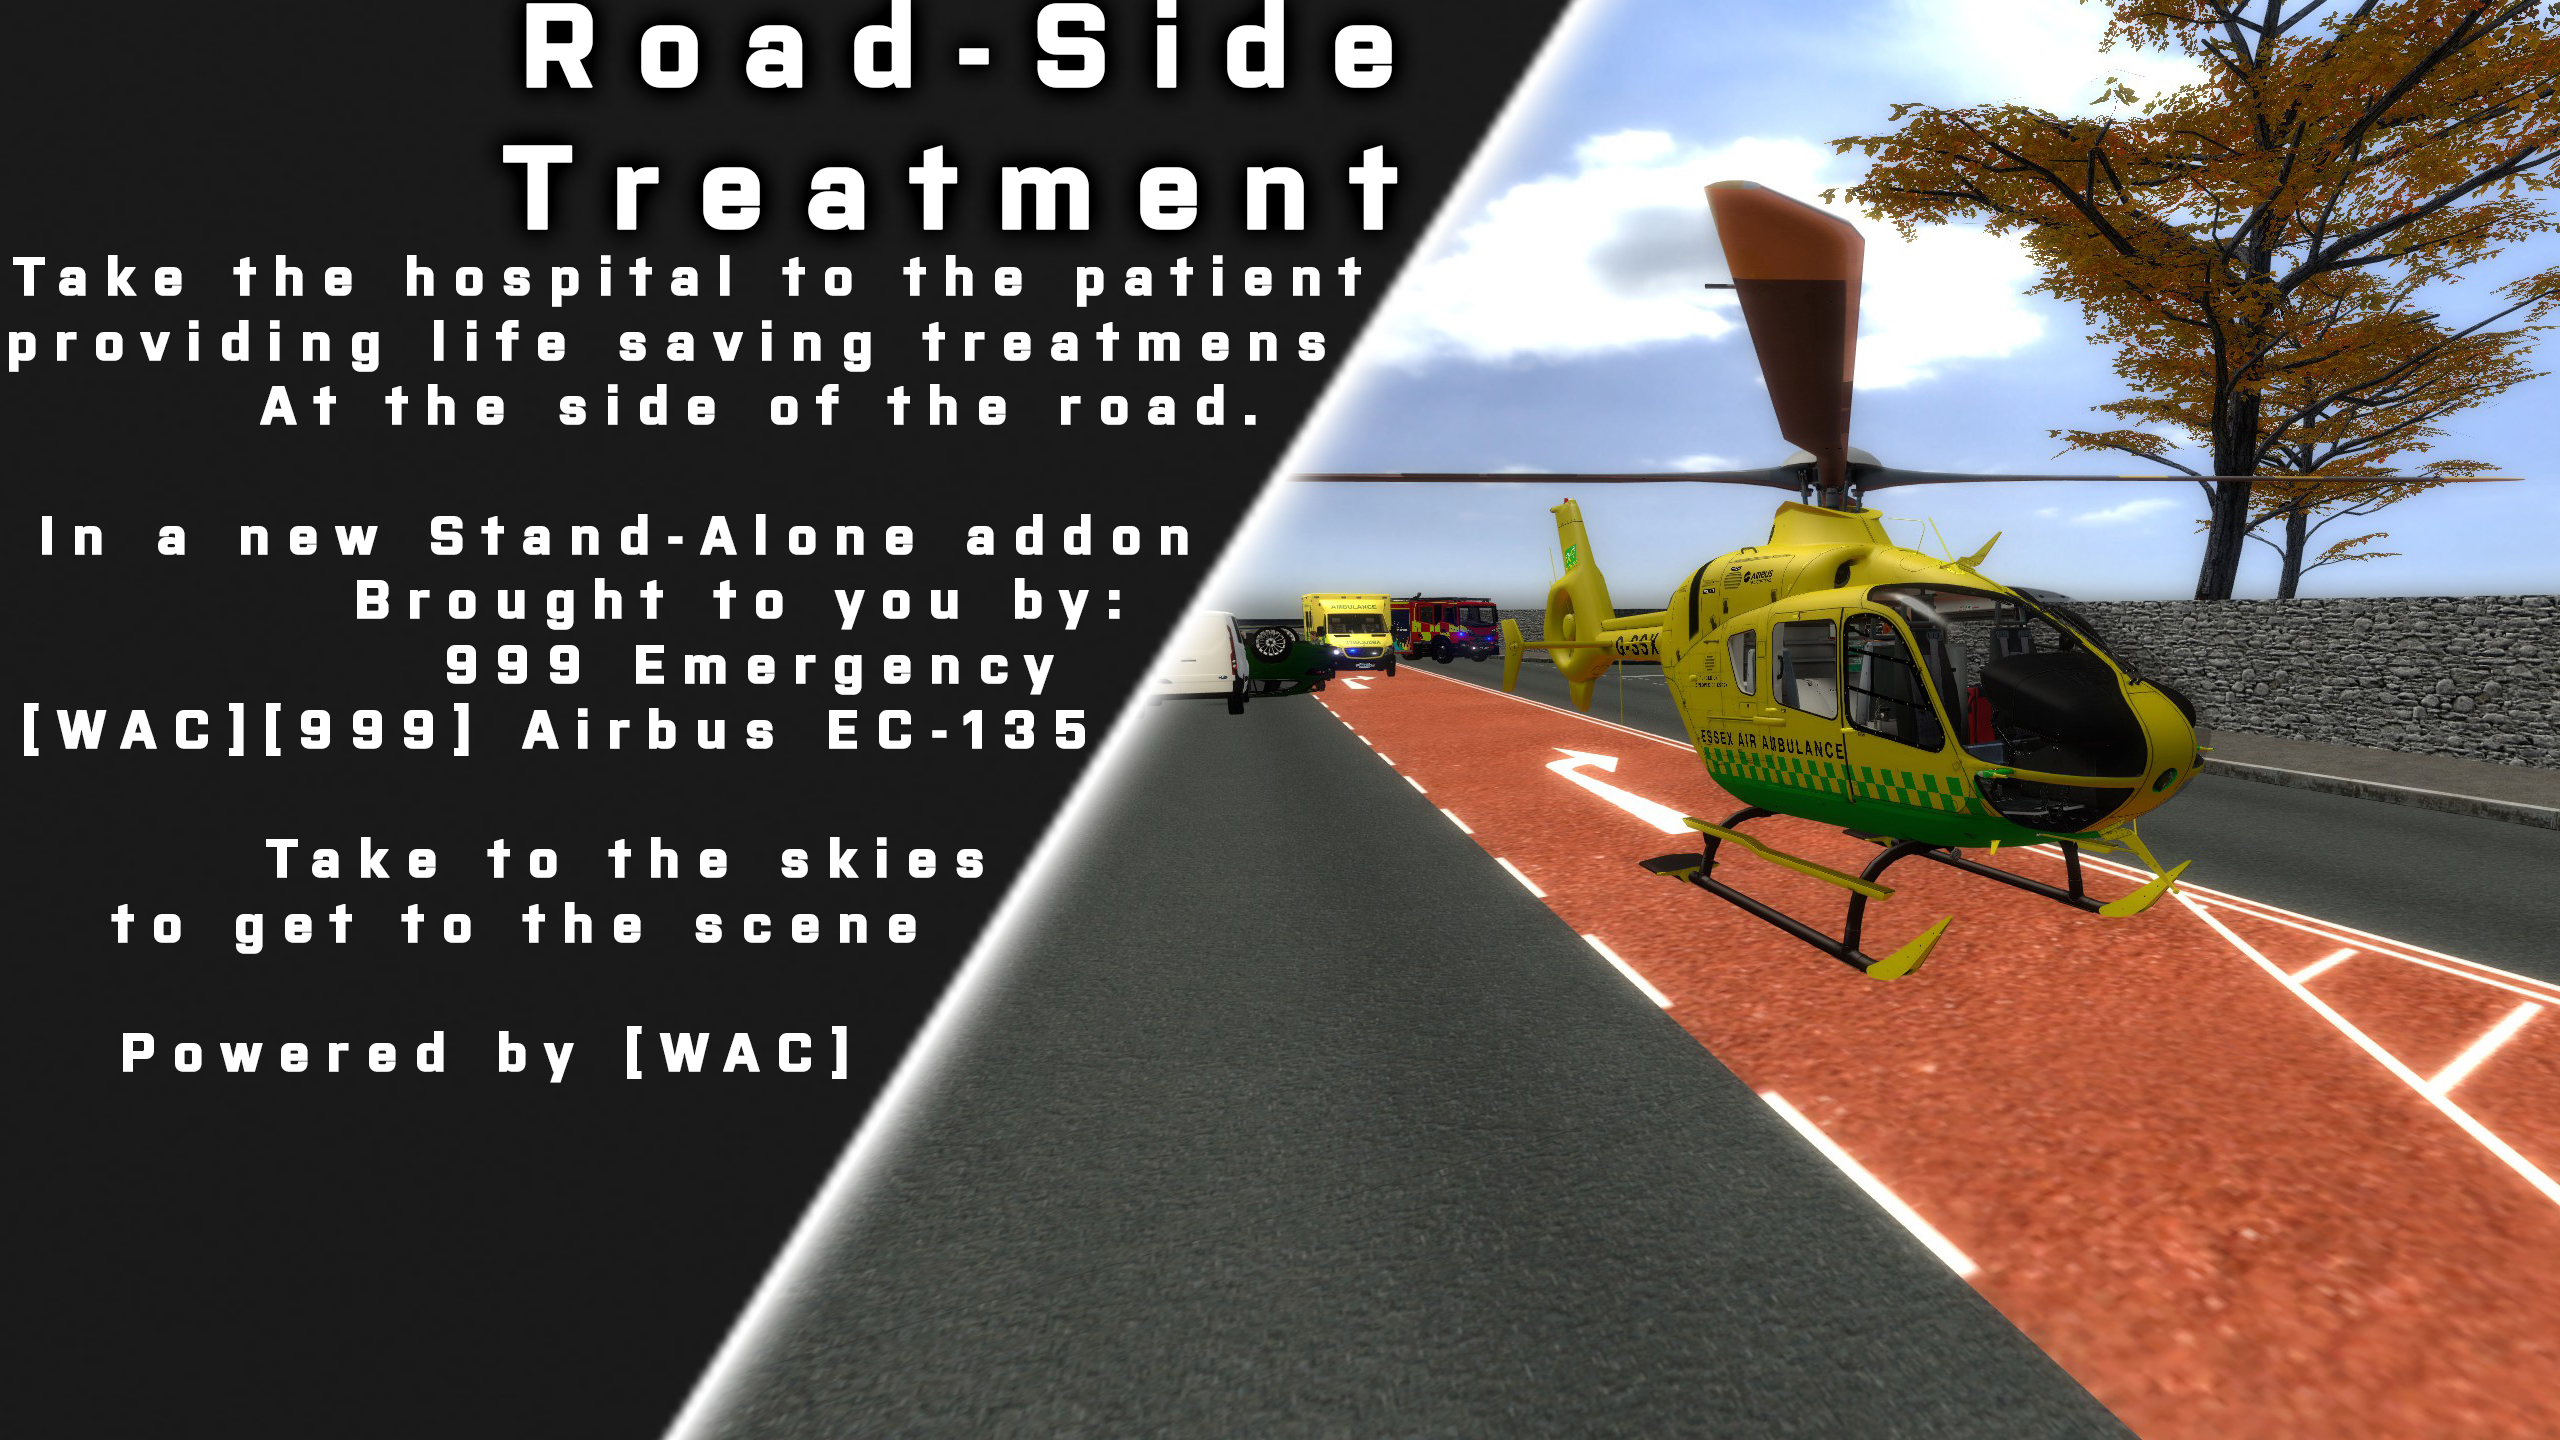 Road-Side
Treatment
Take the hospital to the patient
providing life saving treatmens
At the side of the road.
In a new Stand-Alone addon
Brought to you by:
999 Emergency
[WAC][999] Airbus EC-135
Take to the skies
to get to the scene
Powered by [WAC]
AMBULANCE
AIRBUS
G-SSX
ESSEX AIR AMBULANCE